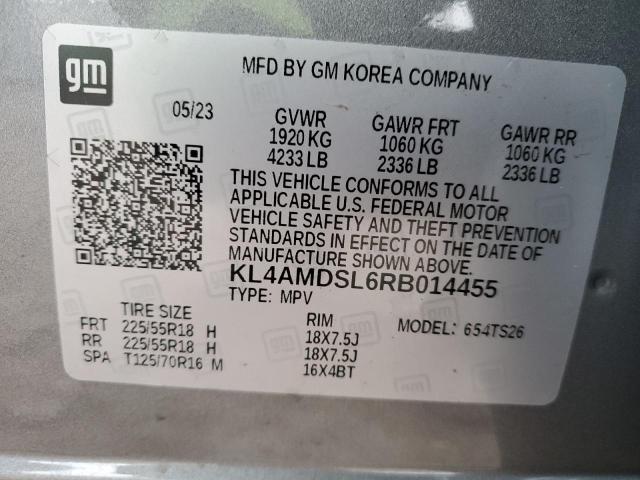 gm
MFD BY GM KOREA COMPANY
05/23
GVWR GAWR FRT GAWR RR
1920 KG 1060 KG 1060 KG
4233 LB 2336 LB 2336 LB
THIS VEHICLE CONFORMS TO ALL
APPLICABLE U.S. FEDERAL MOTOR
VEHICLE SAFETY AND THEFT PREVENTION
STANDARDS IN EFFECT ON THE DATE OF
MANUFACTURE SHOWN ABOVE.
KL4AMDSL6RB014455
TYPE: MPV
TIRE SIZE RIM MODEL: 654TS26
FRT 225/55R18 H 18X7.5J
RR 225/55R18 H 18X7.5J
SPA T125/70R16 M 16X4BT